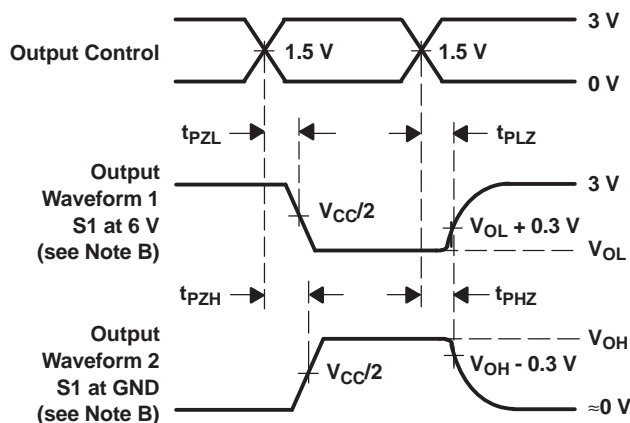 3 V
Output Control
1.5 V
1.5 V
0 V
tPZL
tPLZ
Output
Waveform 1
S1 at 6 V
(see Note B)
3 V
VCC/2
VOL + 0.3 V
VOL
tPZH
tPHZ
Output
Waveform 2
S1 at GND
(see Note B)
VOH
VCC/2
VOH - 0.3 V
≈0 V